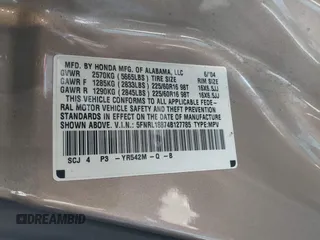 MFD. BY HONDA MFG. OF ALABAMA, LLC 6/04
GVWR 2570KG (5665LBS) TIRE SIZE RIM SIZE
GAWR F 1285KG (2833LBS) 225/60R16 98T 16X6.5JJ
GAWR R 1290KG (2845LBS) 225/60R16 98T 16X6.5JJ
THIS VEHICLE CONFORMS TO ALL APPLICABLE FEDE-
RAL MOTOR VEHICLE SAFETY AND THEFT PREVENTION
STANDARDS IN EFFECT ON THE DATE OF MANUFACTURE
SHOWN ABOVE. V.I.N.: 5FNRL18874B127785 TYPE:MPV
SCJ 4 P3 -YR542M -Q -B
DREAMBID